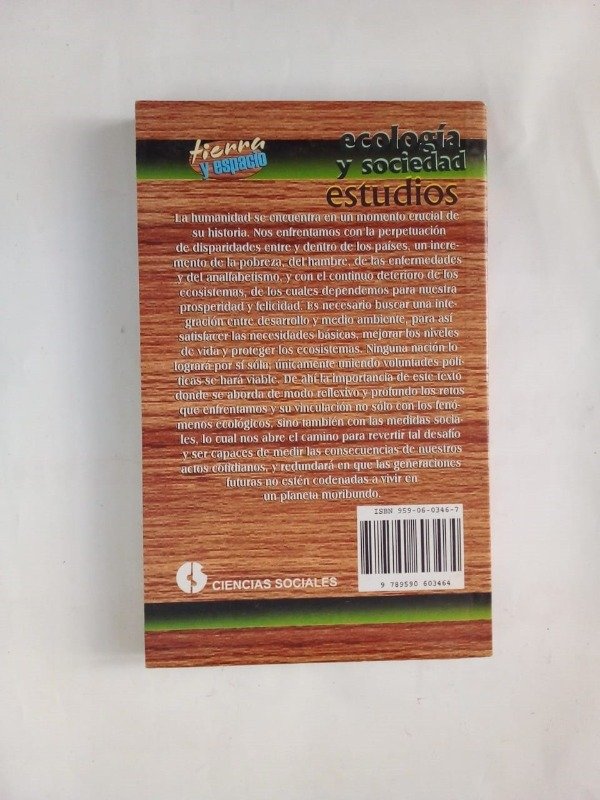 tierra
y espacio
ecología
y sociedad
estudios
La humanidad se encuentra en un momento crucial de
su historia. Nos enfrentamos con la perpetuación
de disparidades entre y dentro de los países, un incre-
mento de la pobreza, del hambre, de las enfermedades
y del analfabetismo, y con el continuo deterioro de los
ecosistemas, de los cuales dependemos para nuestra
prosperidad y felicidad. Es necesario buscar una inte-
gración entre desarrollo y medio ambiente, para así
satisfacer las necesidades básicas, mejorar los niveles
de vida y proteger los ecosistemas. Ninguna nación lo
logrará por sí sola; únicamente uniendo voluntades polí-
ticas se hará viable. De ahí la importancia de este texto
donde se aborda de modo reflexivo y profundo los retos
que enfrentamos y su vinculación no sólo con los fenó-
menos ecológicos, sino también con las medidas socia-
les, lo cual nos abre el camino para revertir tal desafío
y ser capaces de medir las consecuencias de nuestros
actos cotidianos, y redundará en que las generaciones
futuras no estén codenadas a vivir en
un planeta moribundo.
ISBN 959-06-0346-7
9 789590 603464
CIENCIAS SOCIALES